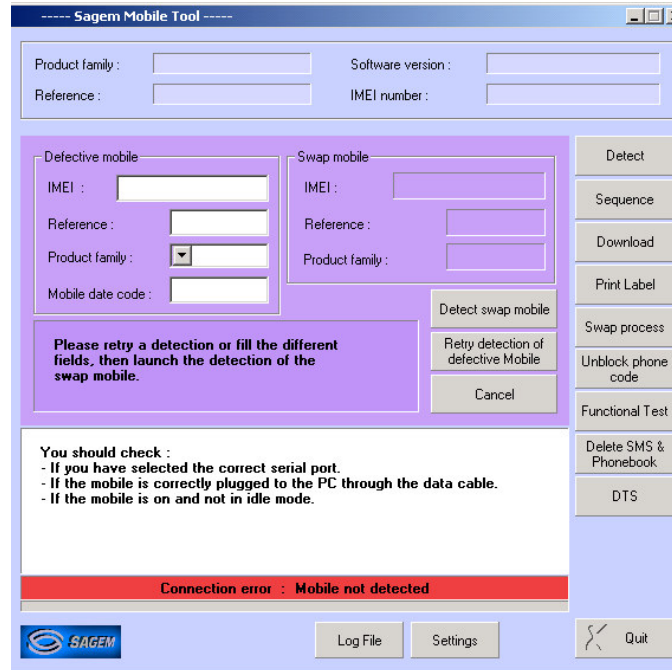 ----- Sagem Mobile Tool -----
Product family :
Software version :
Reference :
IMEI number :
Defective mobile
IMEI :
Reference :
Product family :
Mobile date code :
Swap mobile
IMEI :
Reference :
Product family :
Detect swap mobile
Retry detection of
defective Mobile
Cancel
Please retry a detection or fill the different
fields, then launch the detection of the
swap mobile.
Detect
Sequence
Download
Print Label
Swap process
Unblock phone
code
Functional Test
Delete SMS &
Phonebook
DTS
You should check :
- If you have selected the correct serial port.
- If the mobile is correctly plugged to the PC through the data cable.
- If the mobile is on and not in idle mode.
Connection error : Mobile not detected
SAGEM
Log File
Settings
Quit